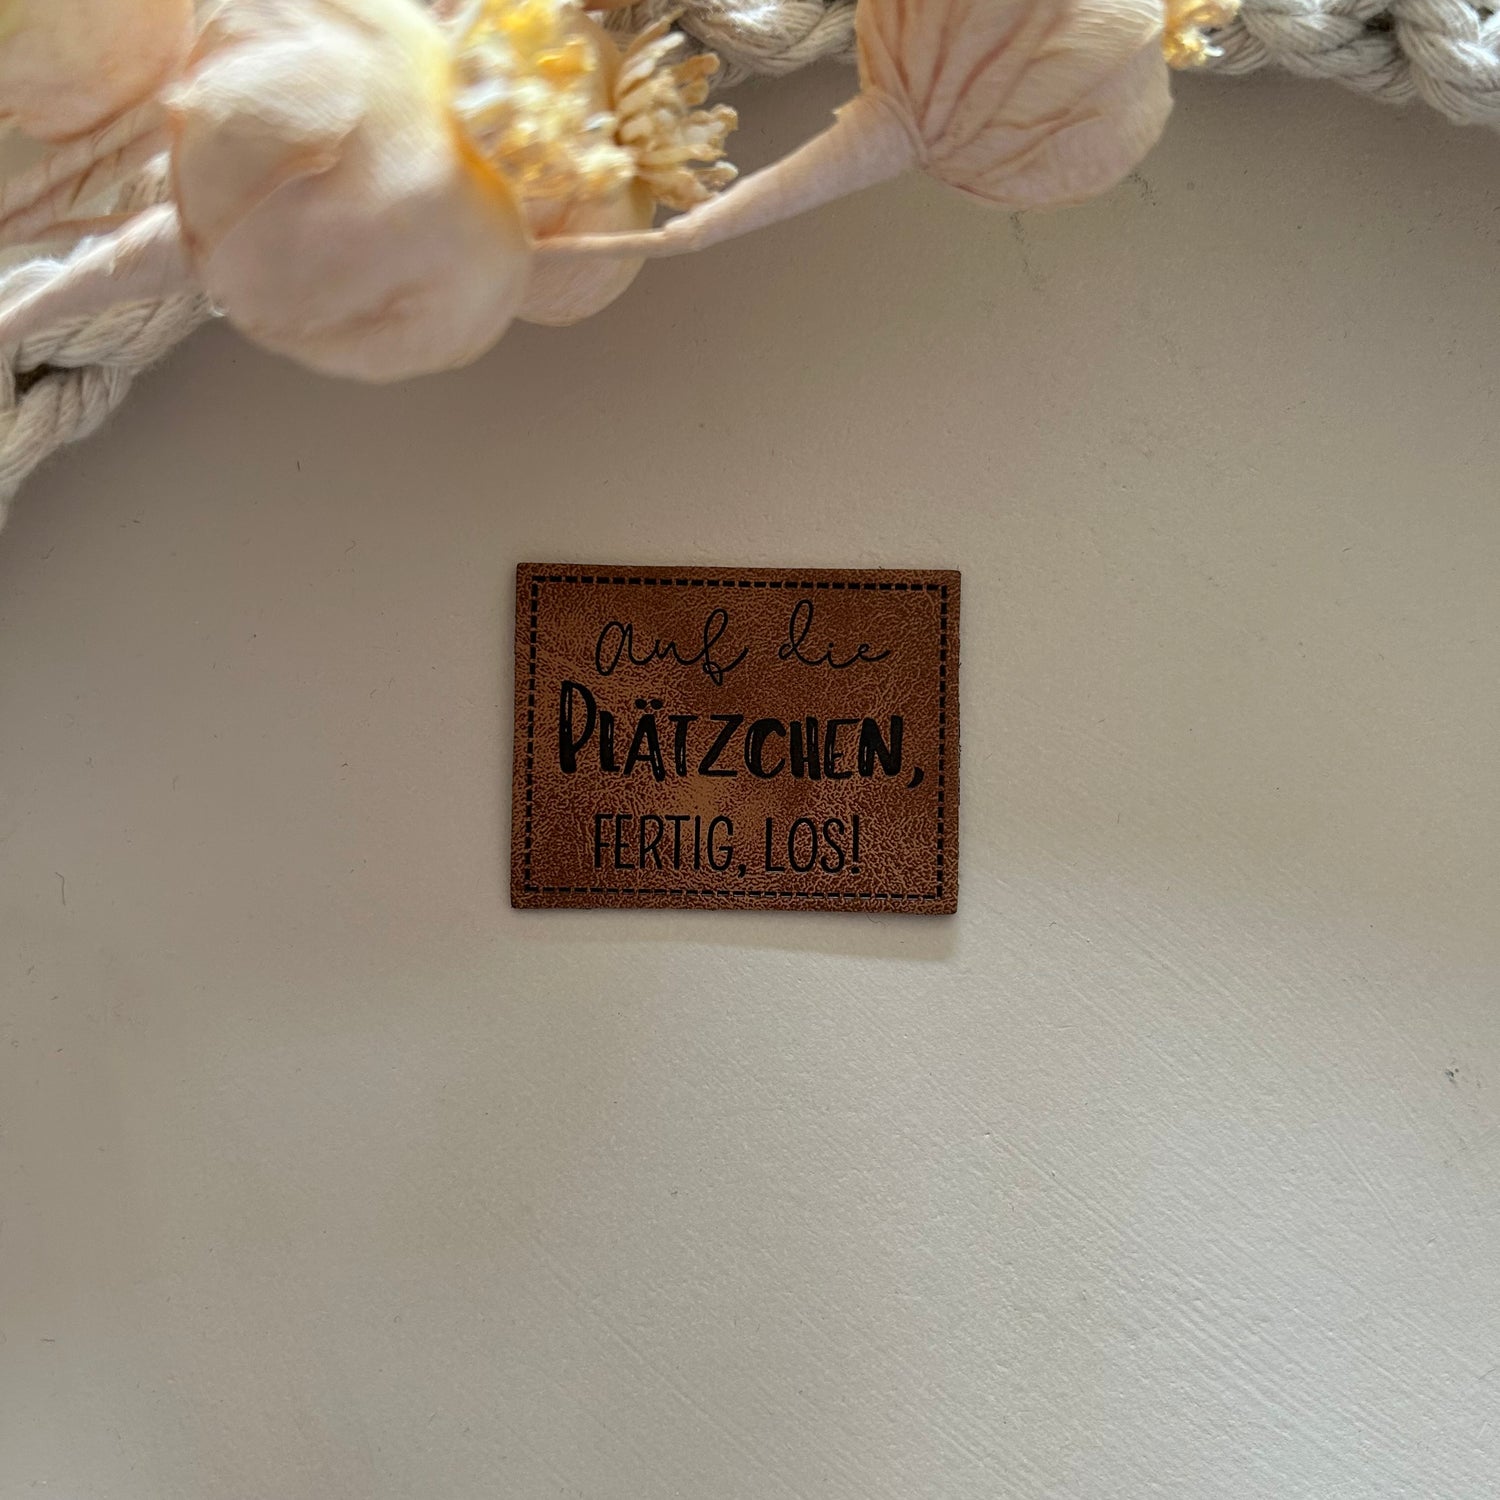 auf die
PLÄTZCHEN,
FERTIG, LOS!